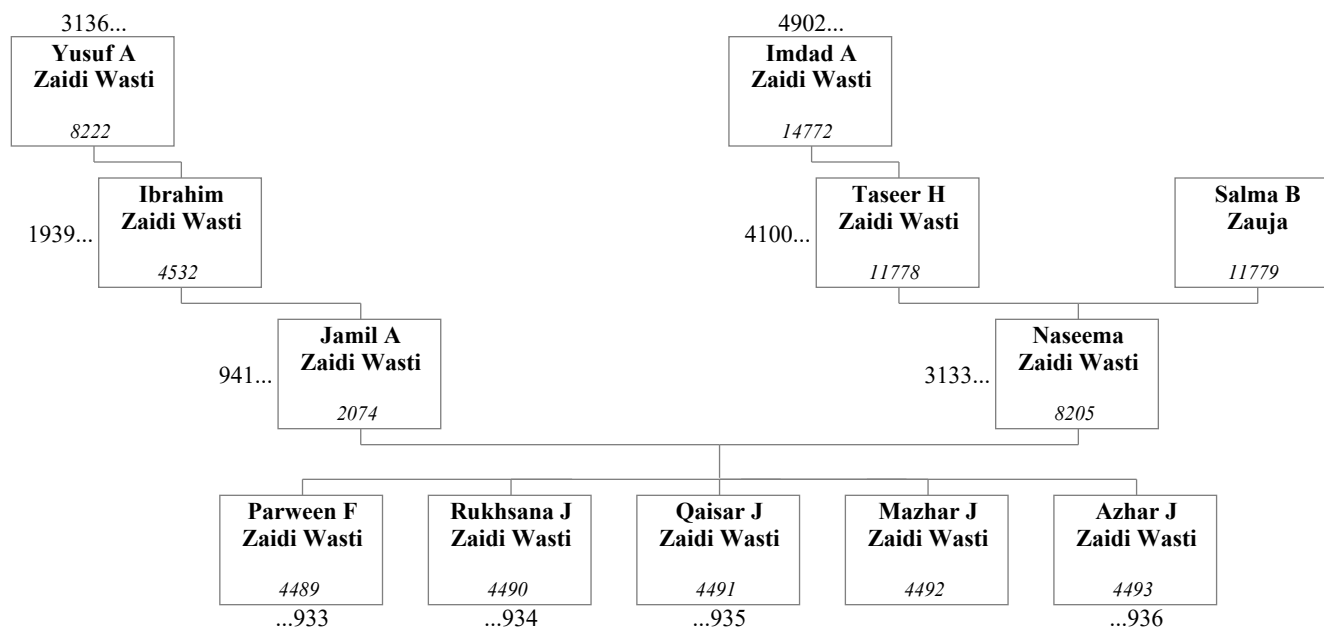 3136...
4902...
Yusuf A
Zaidi Wasti
8222
Imdad A
Zaidi Wasti
14772
1939...
Ibrahim
Zaidi Wasti
4532
4100...
Taseer H
Zaidi Wasti
11778
Salma B
Zauja
11779
941...
Jamil A
Zaidi Wasti
2074
3133...
Naseema
Zaidi Wasti
8205
Parween F
Zaidi Wasti
4489
...933
Rukhsana J
Zaidi Wasti
4490
...934
Qaisar J
Zaidi Wasti
4491
...935
Mazhar J
Zaidi Wasti
4492
Azhar J
Zaidi Wasti
4493
...936